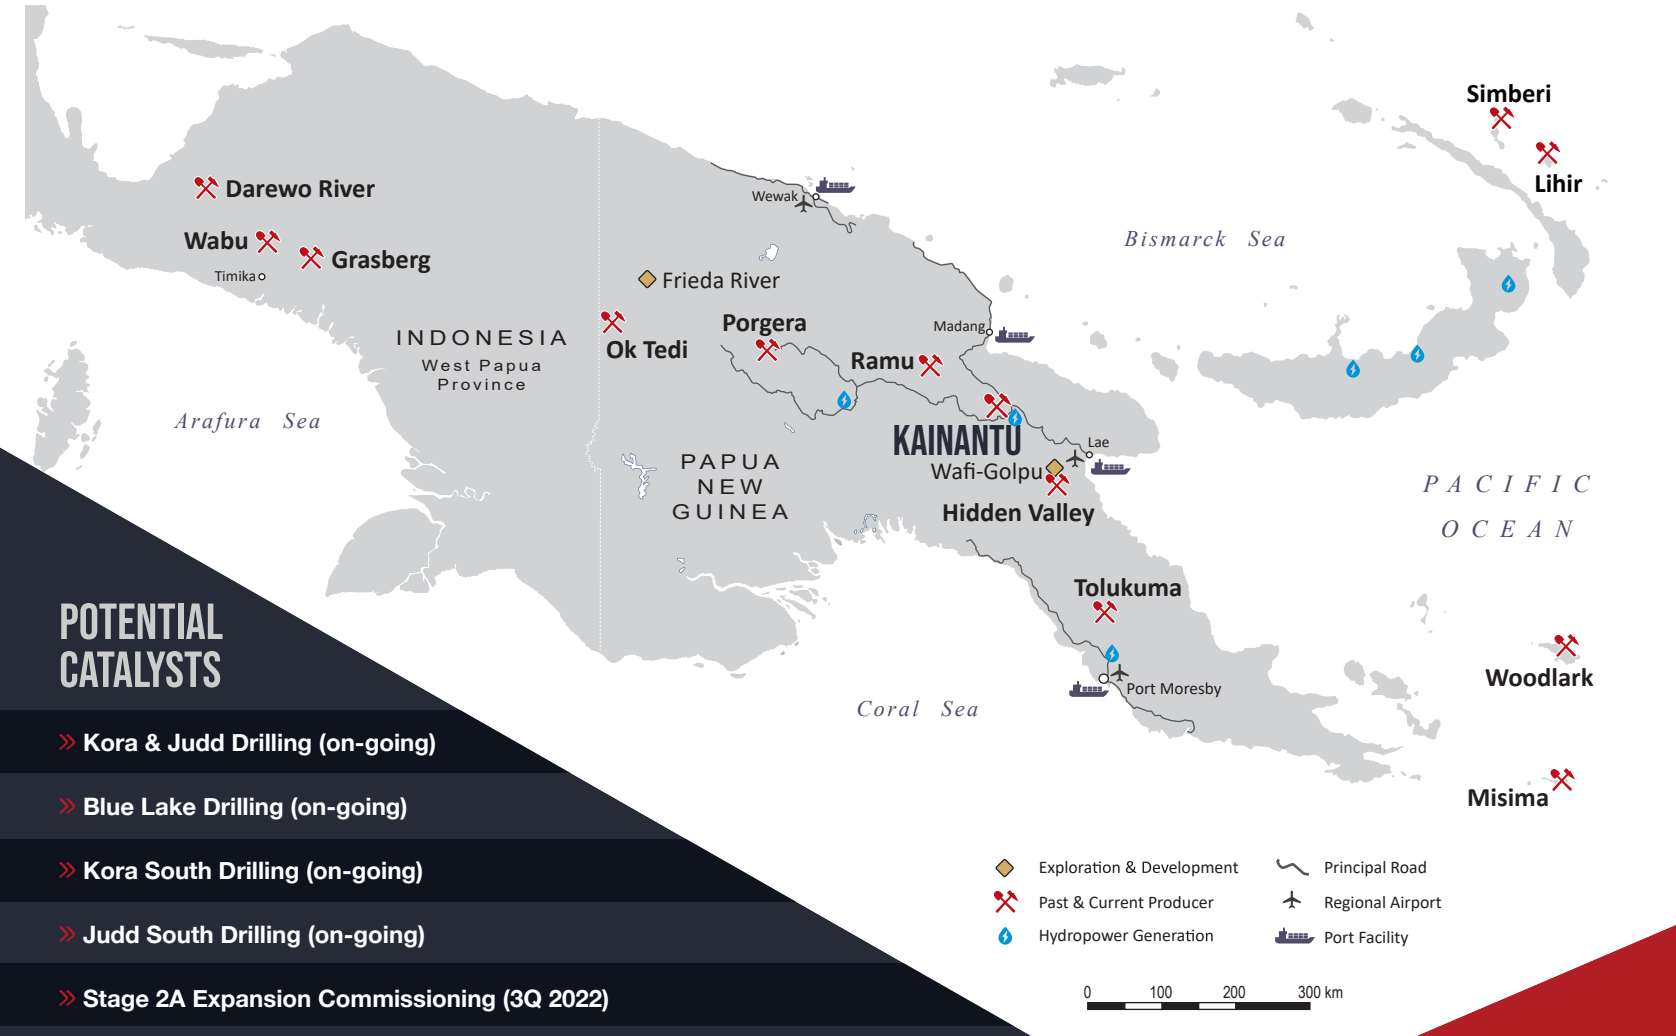 Simberi
Lihir
Darewo River
Wabu
Grasberg
Timika
Wewak
Bismarck Sea
Frieda River
INDONESIA
West Papua
Province
Ok Tedi
Porgera
Madang
Ramu
Arafura Sea
KAINANTU
Lae
Wafi-Golpu
Hidden Valley
PAPUA
NEW
GUINEA
PACIFIC
OCEAN
Tolukuma
Port Moresby
Coral Sea
Woodlark
Misima
POTENTIAL
CATALYSTS
Kora & Judd Drilling (on-going)
Blue Lake Drilling (on-going)
Kora South Drilling (on-going)
Judd South Drilling (on-going)
Stage 2A Expansion Commissioning (3Q 2022)
Exploration & Development
Past & Current Producer
Hydropower Generation
Principal Road
Regional Airport
Port Facility
0 100 200 300 km